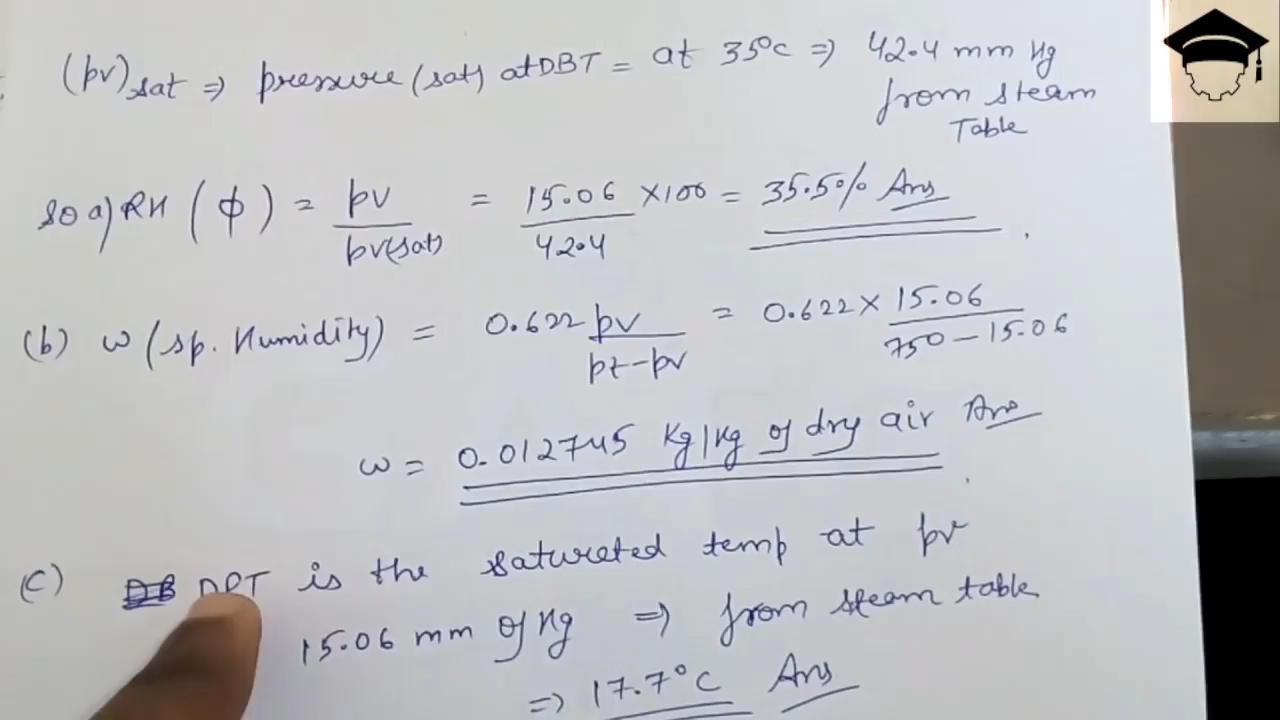 (pv)sat ⇒ pressure (sat) at DBT = at 35°C ⇒ 42.4 mm Hg
from steam
Table
so a) RH (ϕ) = pv / pv(sat) = 15.06 / 42.4 × 100 = 35.5% Ans
(b) ω (sp. Humidity) = 0.622 pv / pt-pv = 0.622 × 15.06 / 750 - 15.06
ω = 0.012745 Kg/Kg of dry air Ans
(C) DPT is the saturated temp at pv
15.06 mm of Hg ⇒ from steam table
⇒ 17.7°C Ans